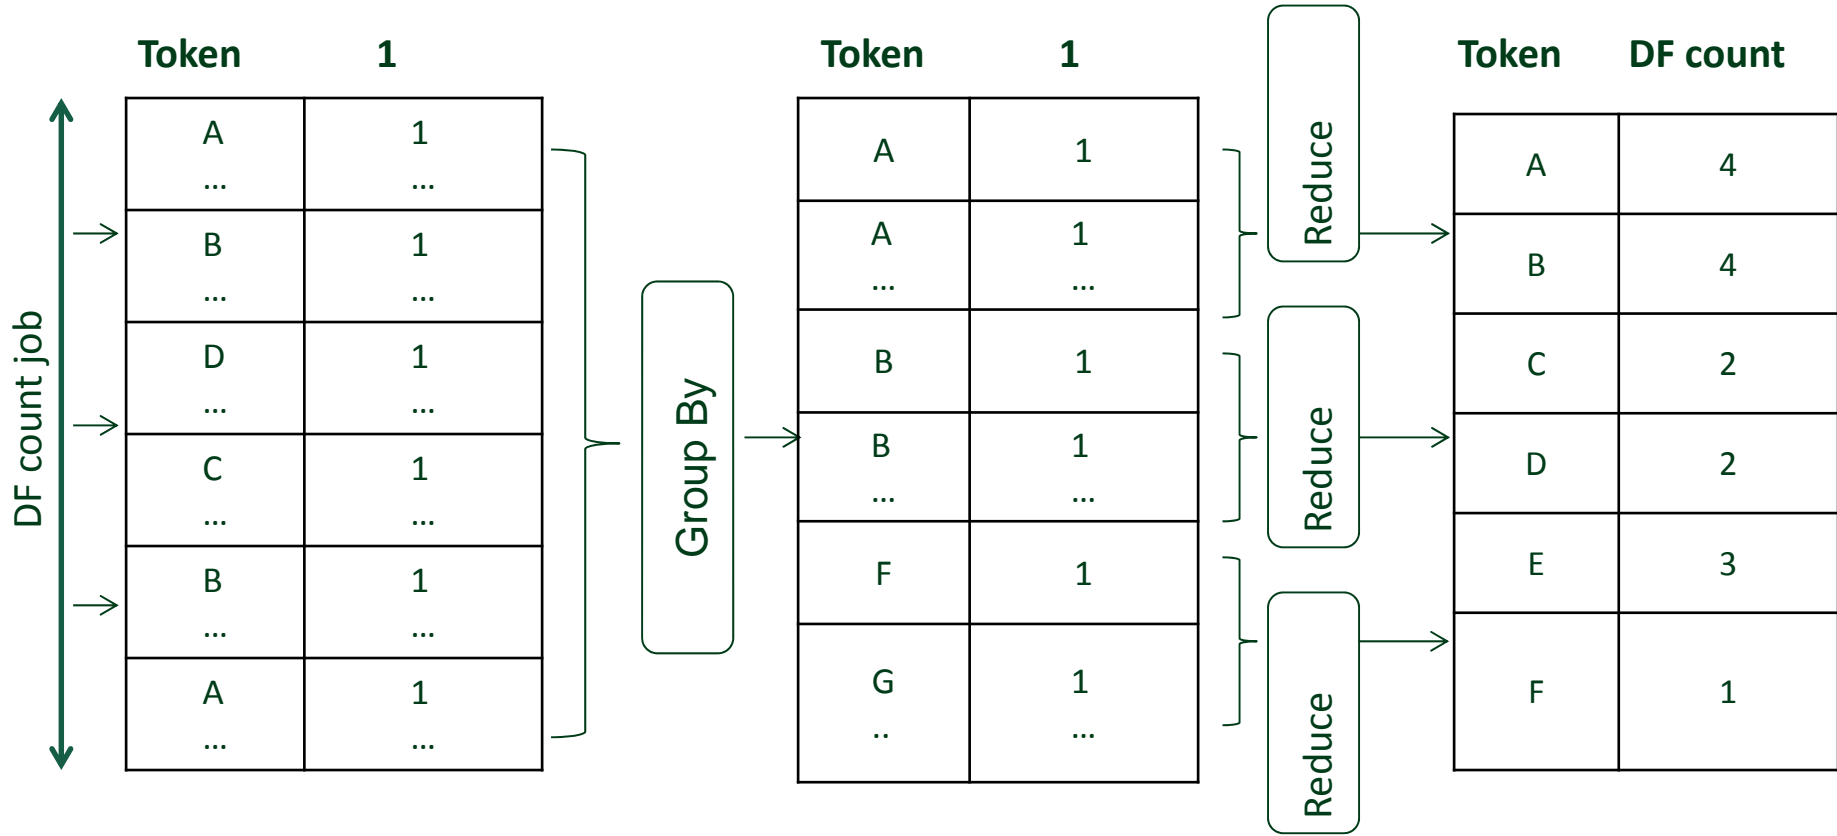 DF count job
Token 1
A 1
... ...
B 1
... ...
D 1
... ...
C 1
... ...
B 1
... ...
A 1
... ...
Group By
Token 1
A 1
A 1
... ...
B 1
B 1
... ...
F 1
G 1
.. ...
Reduce
Reduce
Reduce
Token DF count
A 4
B 4
C 2
D 2
E 3
F 1